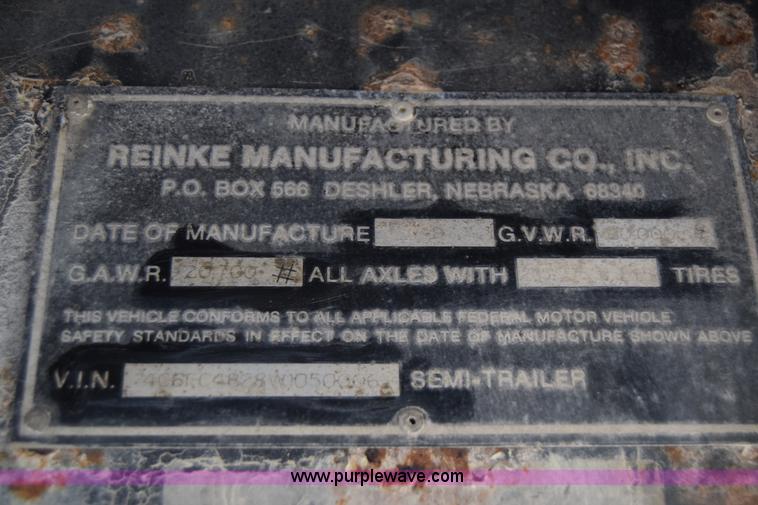 MANUFACTURED BY
REINKE MANUFACTURING CO., INC.
P.O. BOX 566 DESHLER, NEBRASKA 68340
DATE OF MANUFACTURE G.V.W.R.
G.A.W.R. 20,700 # ALL AXLES WITH TIRES
THIS VEHICLE CONFORMS TO ALL APPLICABLE FEDERAL MOTOR VEHICLE
SAFETY STANDARDS IN EFFECT ON THE DATE OF MANUFACTURE SHOWN ABOVE
V.I.N. SEMI-TRAILER
www.purplewave.com